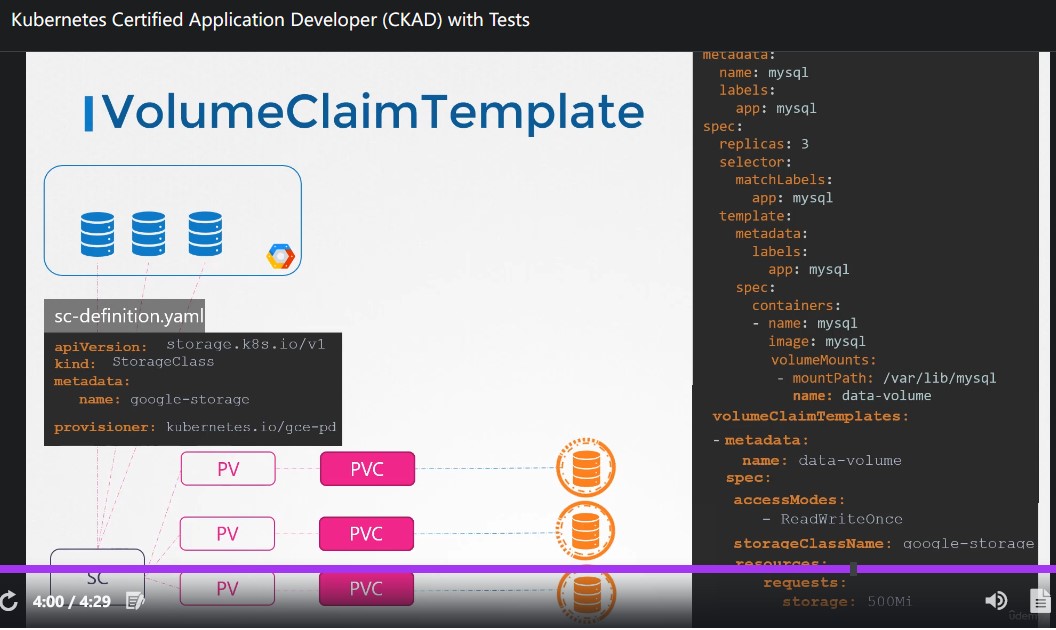 Kubernetes Certified Application Developer (CKAD) with Tests
VolumeClaimTemplate
sc-definition.yaml
apiVersion: storage.k8s.io/v1
kind: StorageClass
metadata:
name: google-storage
provisioner: kubernetes.io/gce-pd
PV PVC
PV PVC
SC PV PVC
metadata:
name: mysql
labels:
app: mysql
spec:
replicas: 3
selector:
matchLabels:
app: mysql
template:
metadata:
labels:
app: mysql
spec:
containers:
- name: mysql
image: mysql
volumeMounts:
- mountPath: /var/lib/mysql
name: data-volume
volumeClaimTemplates:
- metadata:
name: data-volume
spec:
accessModes:
- ReadWriteOnce
storageClassName: google-storage
resources:
requests:
storage: 500Mi
4:00 / 4:29
ûdemy